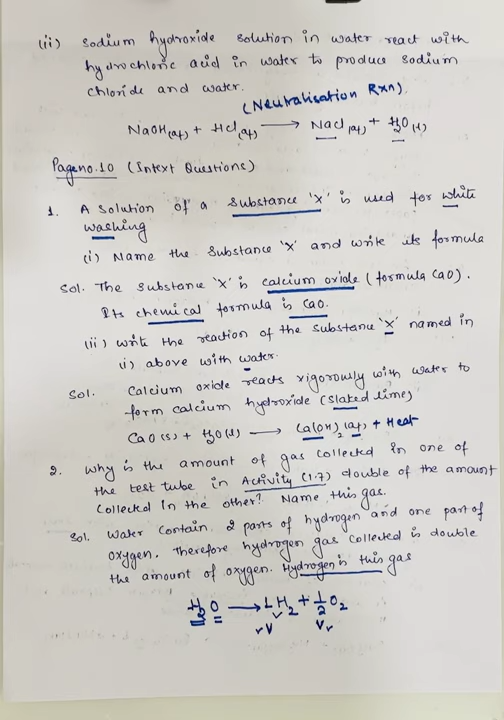 (ii) Sodium hydroxide solution in water react with
hydrochloric acid in water to produce sodium
chloride and water.
(Neutralisation Rxn)
NaOH(aq) + Hcl(aq) ⟶ Nacl(aq) + H₂O(l)
Page no. 10 (Intext Questions)
1. A solution of a substance 'X' is used for white
washing
(i) Name the substance 'X' and write its formula
Sol. The substance 'X' is calcium oxide (formula CaO).
Its chemical formula is CaO.
(ii) write the reaction of the substance 'X' named in
(i) above with water.
Sol. Calcium oxide reacts vigorously with water to
form calcium hydroxide (slaked lime)
CaO(s) + H₂O(l) ⟶ Ca(OH)₂(aq) + Heat
2. why is the amount of gas collected in one of
the test tube in Activity (1.7) double of the amount
collected in the other? Name this gas.
Sol. Water contain 2 parts of hydrogen and one part of
oxygen. Therefore hydrogen gas collected is double
the amount of oxygen. Hydrogen is this gas
H₂O ⟶ 1H₂ + 1/2 O₂